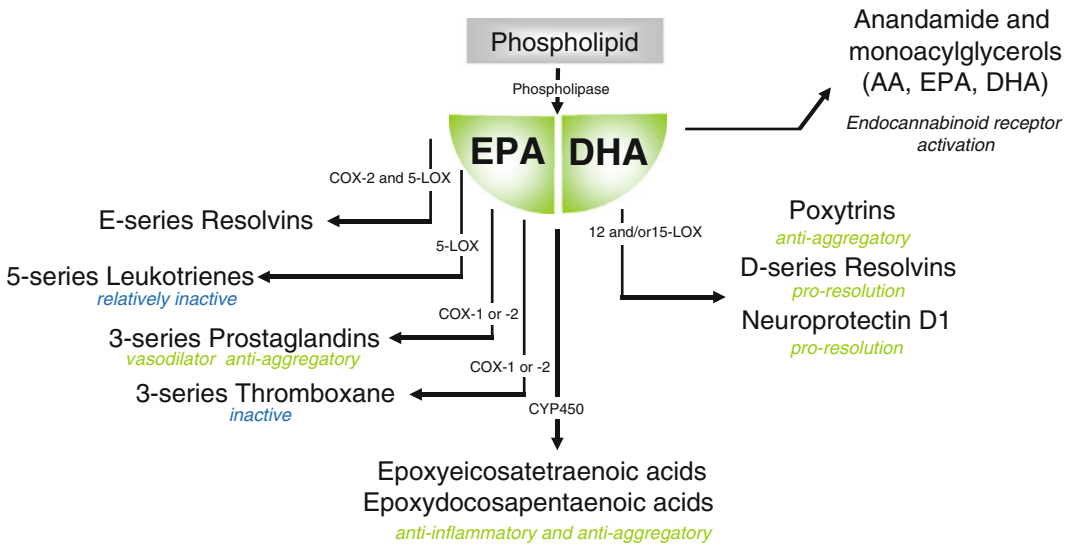 Phospholipid
Phospholipase
EPA DHA
Anandamide and
monoacylglycerols
(AA, EPA, DHA)
Endocannabinoid receptor
activation
COX-2 and 5-LOX
E-series Resolvins
5-LOX
5-series Leukotrienes
relatively inactive
COX-1 or -2
3-series Prostaglandins
vasodilator anti-aggregatory
COX-1 or -2
3-series Thromboxane
inactive
CYP450
Epoxyeicosatetraenoic acids
Epoxydocosapentaenoic acids
anti-inflammatory and anti-aggregatory
12 and/or15-LOX
Poxytrins
anti-aggregatory
D-series Resolvins
pro-resolution
Neuroprotectin D1
pro-resolution